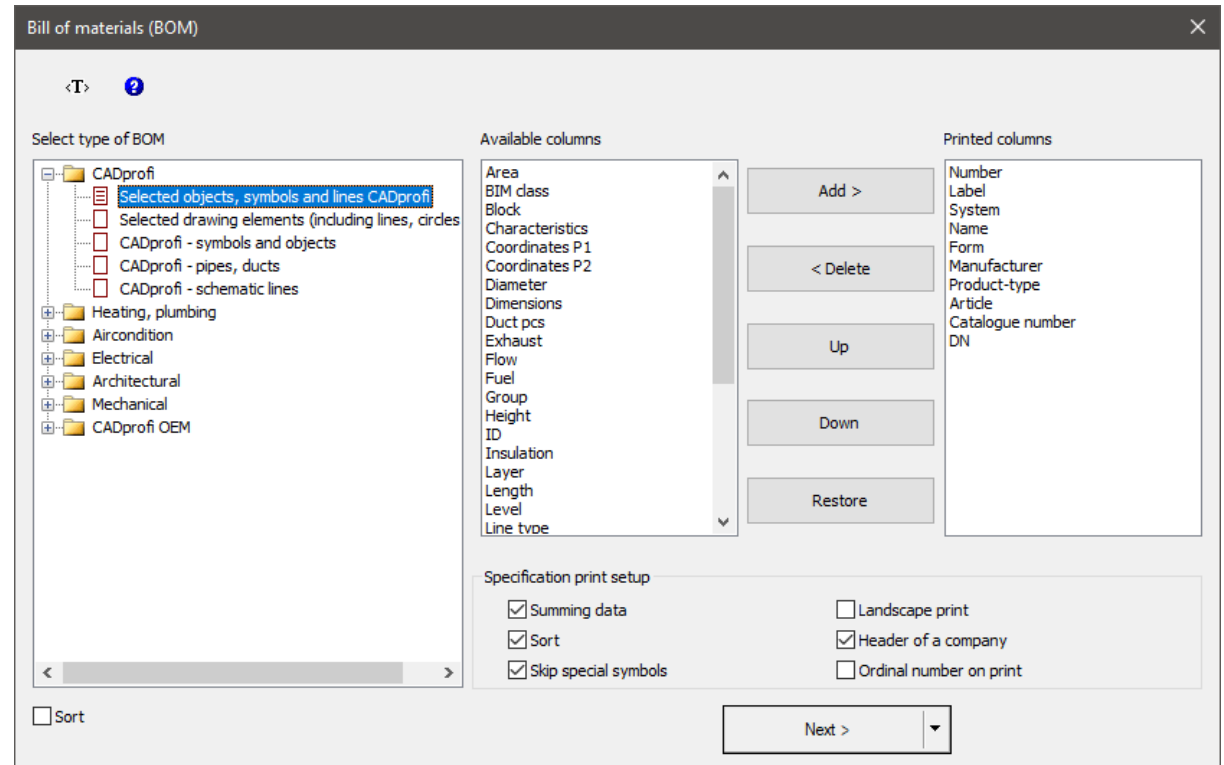 Bill of materials (BOM)
<T>
?
Select type of BOM
CADprofi
Selected objects, symbols and lines CADprofi
Selected drawing elements (including lines, circles
CADprofi - symbols and objects
CADprofi - pipes, ducts
CADprofi - schematic lines
Heating, plumbing
Aircondition
Electrical
Architectural
Mechanical
CADprofi OEM
Sort
Available columns
Area
BIM class
Block
Characteristics
Coordinates P1
Coordinates P2
Diameter
Dimensions
Duct pcs
Exhaust
Flow
Fuel
Group
Height
ID
Insulation
Layer
Length
Level
Line type
Add >
< Delete
Up
Down
Restore
Printed columns
Number
Label
System
Name
Form
Manufacturer
Product-type
Article
Catalogue number
DN
Specification print setup
Summing data
Sort
Skip special symbols
Landscape print
Header of a company
Ordinal number on print
Next >